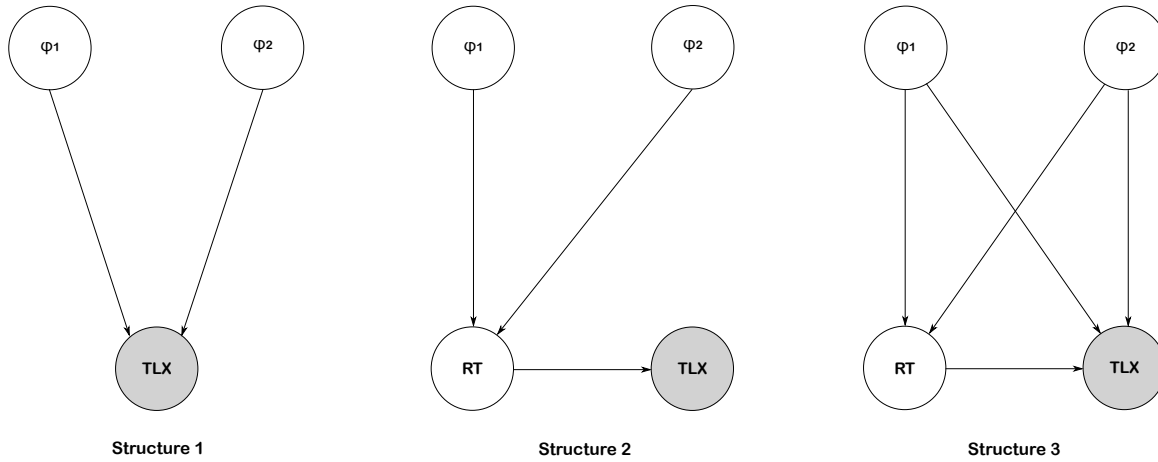 φ1
φ2
TLX
Structure 1
φ1
φ2
RT
TLX
Structure 2
φ1
φ2
RT
TLX
Structure 3